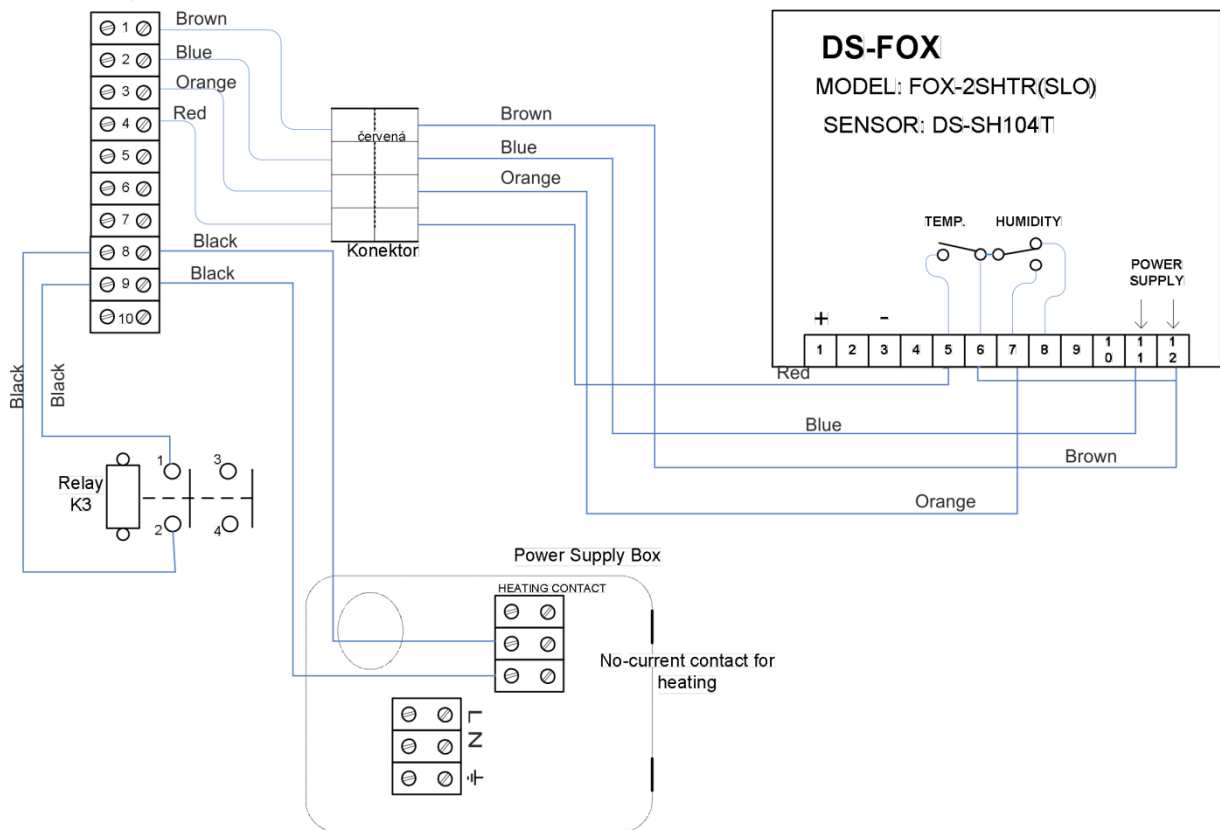 1
2
3
4
5
6
7
8
9
10
Brown
Blue
Orange
Red
Black
Black
červená
Konektor
Brown
Blue
Orange
DS-FOX
MODEL: FOX-2SHTR(SLO)
SENSOR: DS-SH104T
TEMP.
HUMIDITY
POWER
SUPPLY
+
-
1 2 3 4 5 6 7 8 9 10 11 12
Red
Blue
Brown
Orange
Black
Black
Relay
K3
1
3
2
4
Power Supply Box
HEATING CONTACT
No-current contact for
heating
L
N